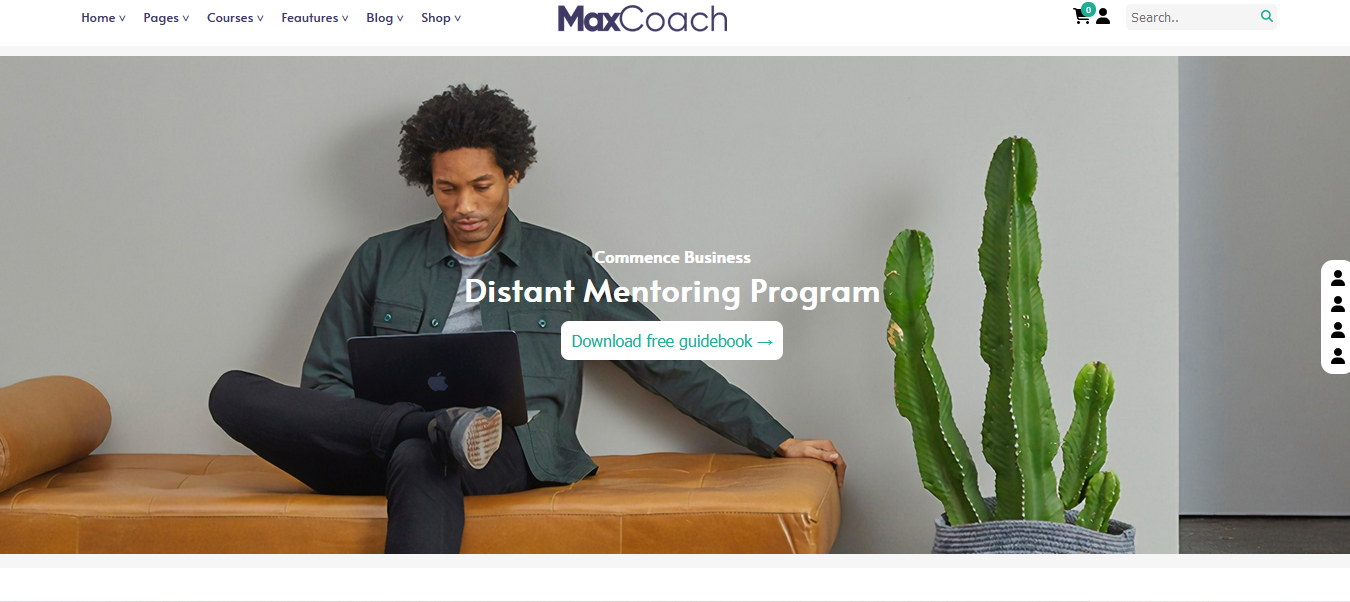 Home v Pages v Courses v Feautures v Blog v Shop v
MaxCoach
0
Search..
Commence Business
Distant Mentoring Program
Download free guidebook →